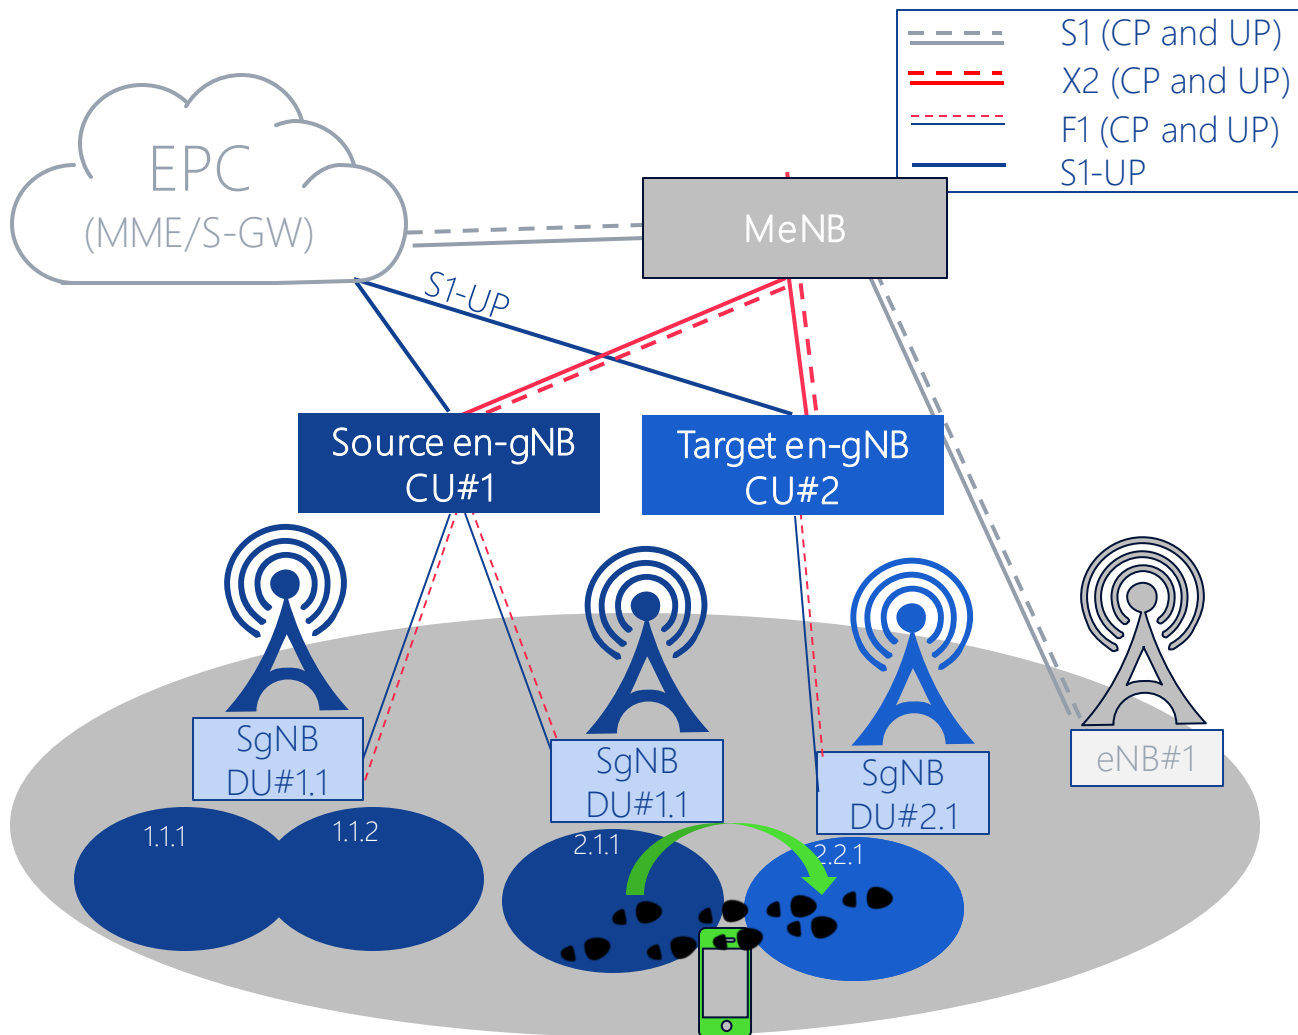 S1 (CP and UP)
X2 (CP and UP)
F1 (CP and UP)
S1-UP
EPC
(MME/S-GW)
MeNB
S1-UP
Source en-gNB
CU#1
Target en-gNB
CU#2
SgNB
DU#1.1
SgNB
DU#1.1
SgNB
DU#2.1
eNB#1
1.1.1
1.1.2
2.1.1
2.2.1